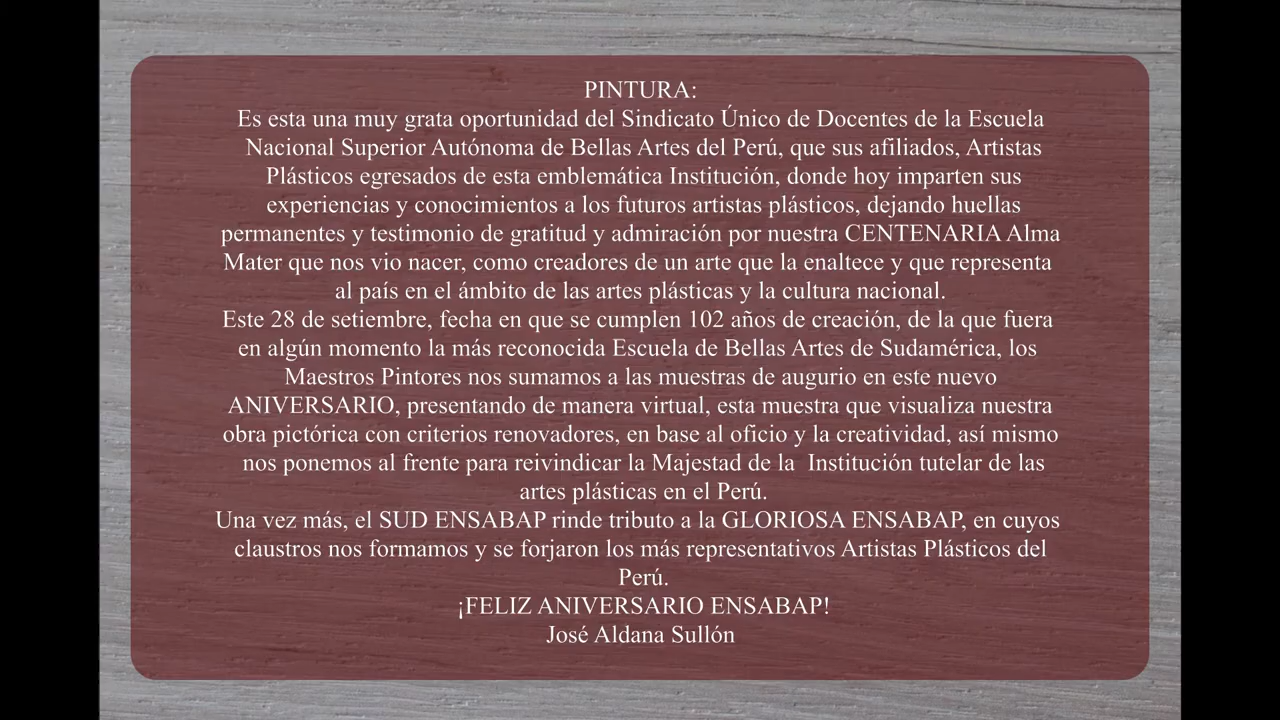 PINTURA:
Es esta una muy grata oportunidad del Sindicato Único de Docentes de la Escuela
Nacional Superior Autónoma de Bellas Artes del Perú, que sus afiliados, Artistas
Plásticos egresados de esta emblemática Institución, donde hoy imparten sus
experiencias y conocimientos a los futuros artistas plásticos, dejando huellas
permanentes y testimonio de gratitud y admiración por nuestra CENTENARIA Alma
Mater que nos vio nacer, como creadores de un arte que la enaltece y que representa
al país en el ámbito de las artes plásticas y la cultura nacional.
Este 28 de setiembre, fecha en que se cumplen 102 años de creación, de la que fuera
en algún momento la más reconocida Escuela de Bellas Artes de Sudamérica, los
Maestros Pintores nos sumamos a las muestras de augurio en este nuevo
ANIVERSARIO, presentando de manera virtual, esta muestra que visualiza nuestra
obra pictórica con criterios renovadores, en base al oficio y la creatividad, así mismo
nos ponemos al frente para reivindicar la Majestad de la  Institución tutelar de las
artes plásticas en el Perú.
Una vez más, el SUD ENSABAP rinde tributo a la GLORIOSA ENSABAP, en cuyos
claustros nos formamos y se forjaron los más representativos Artistas Plásticos del
Perú.
¡FELIZ ANIVERSARIO ENSABAP!
José Aldana Sullón